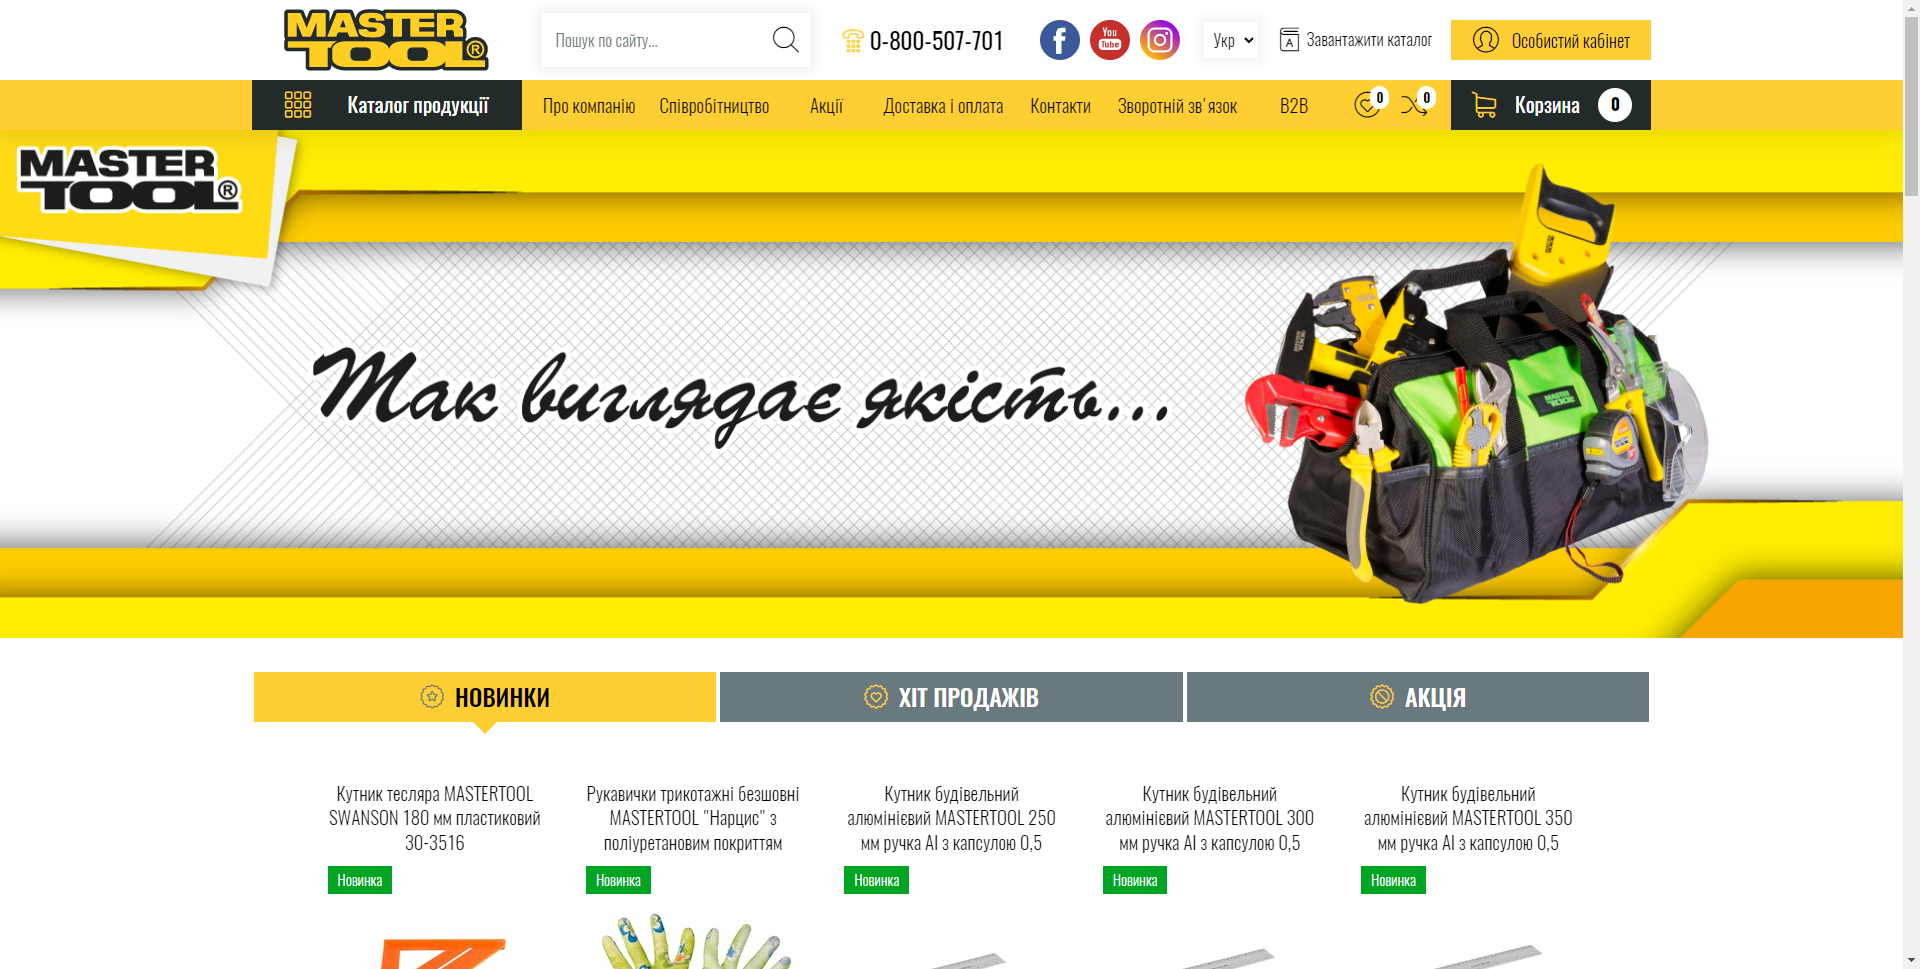 MASTER
TOOL®
Пошук по сайту...
0-800-507-701
You
Tube
Укр
A
Завантажити каталог
Особистий кабінет
Каталог продукції
Про компанію
Співробітництво
Акції
Доставка і оплата
Контакти
Зворотній зв'язок
B2B
0
0
Корзина
0
MASTER
TOOL®
Так виглядає якість...
MASTER
TOOL
НОВИНКИ
ХІТ ПРОДАЖІВ
АКЦІЯ
Кутник тесляра MASTERTOOL
SWANSON 180 мм пластиковий
30-3516
Новинка
Рукавички трикотажні безшовні
MASTERTOOL "Нарцис" з
поліуретановим покриттям
Новинка
Кутник будівельний
алюмінієвий MASTERTOOL 250
мм ручка Al з капсулою 0,5
Новинка
Кутник будівельний
алюмінієвий MASTERTOOL 300
мм ручка Al з капсулою 0,5
Новинка
Кутник будівельний
алюмінієвий MASTERTOOL 350
мм ручка Al з капсулою 0,5
Новинка